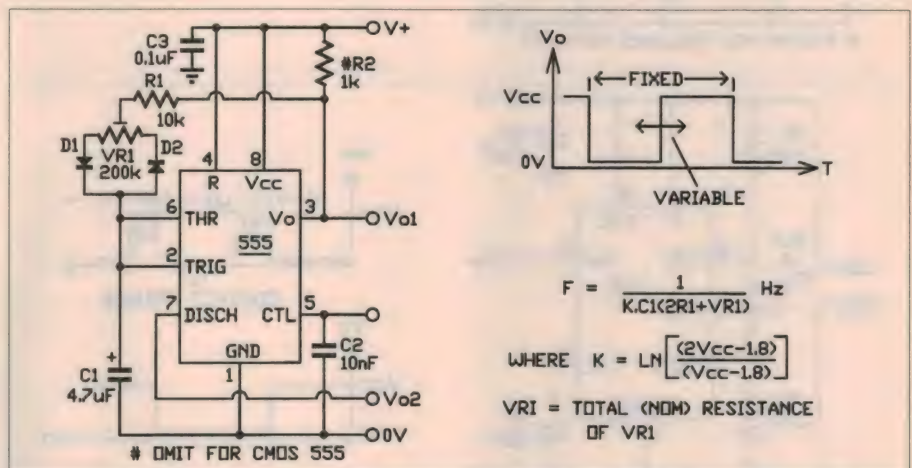 V+
C3
0.1uF
#R2
1k
R1
10k
D1
D2
VR1
200k
4
8
R
Vcc
6
THR
Vo
3
Vo1
555
2
TRIG
7
DISCH
CTL
5
GND
1
C2
10nF
C1
+
4.7uF
Vo2
0V
# OMIT FOR CMOS 555
Vo
FIXED
Vcc
0V
T
VARIABLE
F = 1 / K.C1(2R1+VR1) Hz
WHERE K = LN[(2Vcc-1.8) / (Vcc-1.8)]
VRI = TOTAL (NOM) RESISTANCE
OF VR1